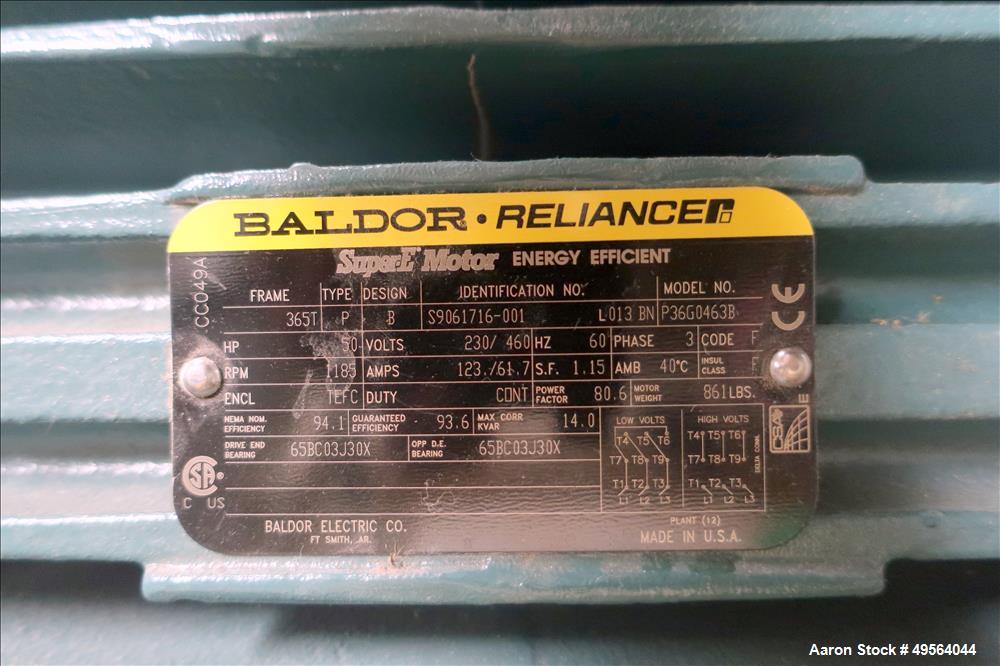 BALDOR · RELIANCE
Super-E Motor ENERGY EFFICIENT
CC049A
FRAME 365T TYPE P DESIGN B IDENTIFICATION NO. S9061716-001 L013 BN MODEL NO. P36G0463B
HP 50 VOLTS 230/ 460 HZ 60 PHASE 3 CODE F
RPM 1185 AMPS 123./61.7 S.F. 1.15 AMB 40°C INSUL CLASS F
ENCL TEFC DUTY CONT POWER FACTOR 80.6 MOTOR WEIGHT 861LBS.
NEMA NOM. EFFICIENCY 94.1 GUARANTEED EFFICIENCY 93.6 MAX CORR KVAR 14.0
DRIVE END BEARING 65BC03J30X OPP D.E. BEARING 65BC03J30X
LOW VOLTS HIGH VOLTS
T4 T5 T6 T4 T5 T6
T7 T8 T9 T7 T8 T9
T1 T2 T3 T1 T2 T3
L1 L2 L3 L1 L2 L3
DELTA CONN.
CE
CSA E
C US
BALDOR ELECTRIC CO.
FT SMITH, AR.
PLANT (12)
MADE IN U.S.A.
Aaron Stock # 49564044